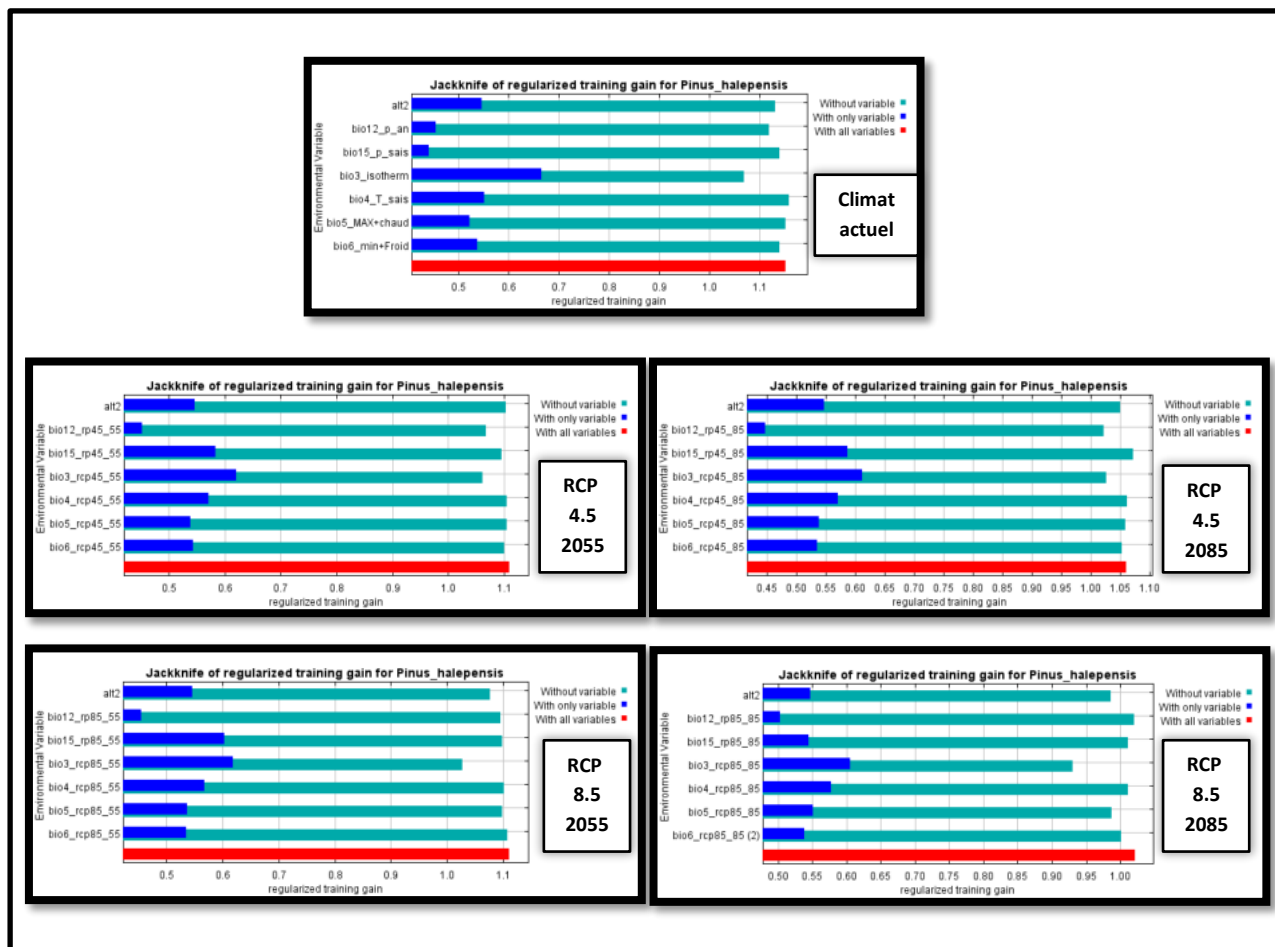 Jackknife of regularized training gain for Pinus_halepensis
Environmental Variable
alt2
bio12_p_an
bio15_p_sais
bio3_isotherm
bio4_T_sais
bio5_MAX+chaud
bio6_min+Froid
0.5 0.6 0.7 0.8 0.9 1.0 1.1
regularized training gain
Without variable
With only variable
With all variables
Climat
actuel
Jackknife of regularized training gain for Pinus_halepensis
Environmental Variable
alt2
bio12_rp45_55
bio15_rp45_55
bio3_rcp45_55
bio4_rcp45_55
bio5_rcp45_55
bio6_rcp45_55
0.5 0.6 0.7 0.8 0.9 1.0 1.1
regularized training gain
Without variable
With only variable
With all variables
RCP
4.5
2055
Jackknife of regularized training gain for Pinus_halepensis
Environmental Variable
alt2
bio12_rp45_85
bio15_rp45_85
bio3_rcp45_85
bio4_rcp45_85
bio5_rcp45_85
bio6_rcp45_85
0.45 0.50 0.55 0.60 0.65 0.70 0.75 0.80 0.85 0.90 0.95 1.00 1.05 1.10
regularized training gain
Without variable
With only variable
With all variables
RCP
4.5
2085
Jackknife of regularized training gain for Pinus_halepensis
Environmental Variable
alt2
bio12_rp85_55
bio15_rp85_55
bio3_rcp85_55
bio4_rcp85_55
bio5_rcp85_55
bio6_rcp85_55
0.5 0.6 0.7 0.8 0.9 1.0 1.1
regularized training gain
Without variable
With only variable
With all variables
RCP
8.5
2055
Jackknife of regularized training gain for Pinus_halepensis
Environmental Variable
alt2
bio12_rp85_85
bio15_rp85_85
bio3_rcp85_85
bio4_rcp85_85
bio5_rcp85_85
bio6_rcp85_85 (2)
0.50 0.55 0.60 0.65 0.70 0.75 0.80 0.85 0.90 0.95 1.00
regularized training gain
Without variable
With only variable
With all variables
RCP
8.5
2085